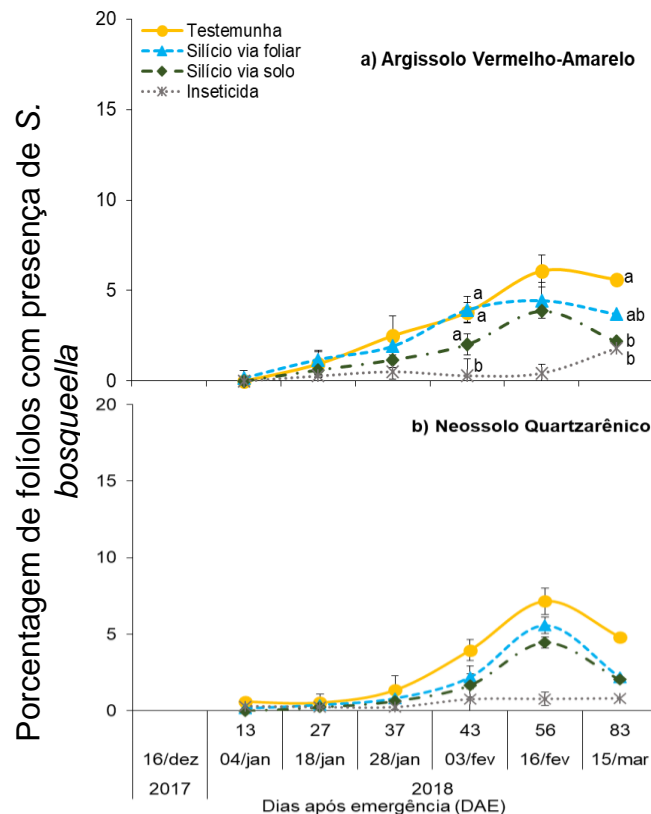 Porcentagem de folíolos com presença de S.
bosqueella
20
15
10
5
0
Testemunha
Silício via foliar
Silício via solo
Inseticida
a) Argissolo Vermelho-Amarelo
a
a
a
b
a
ab
b
b
20
15
10
5
0
b) Neossolo Quartzarênico
13 27 37 43 56 83
16/dez 04/jan 18/jan 28/jan 03/fev 16/fev 15/mar
2017 2018
Dias após emergência (DAE)